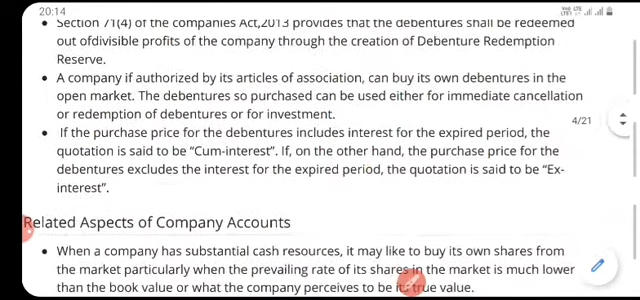 20:14
Section 71(4) of the companies Act,2013 provides that the debentures shall be redeemed
out ofdivisible profits of the company through the creation of Debenture Redemption
Reserve.
A company if authorized by its articles of association, can buy its own debentures in the
open market. The debentures so purchased can be used either for immediate cancellation
or redemption of debentures or for investment.
4/21
If the purchase price for the debentures includes interest for the expired period, the
quotation is said to be “Cum-interest”. If, on the other hand, the purchase price for the
debentures excludes the interest for the expired period, the quotation is said to be “Ex-
interest”.
Related Aspects of Company Accounts
When a company has substantial cash resources, it may like to buy its own shares from
the market particularly when the prevailing rate of its shares in the market is much lower
than the book value or what the company perceives to be its true value.